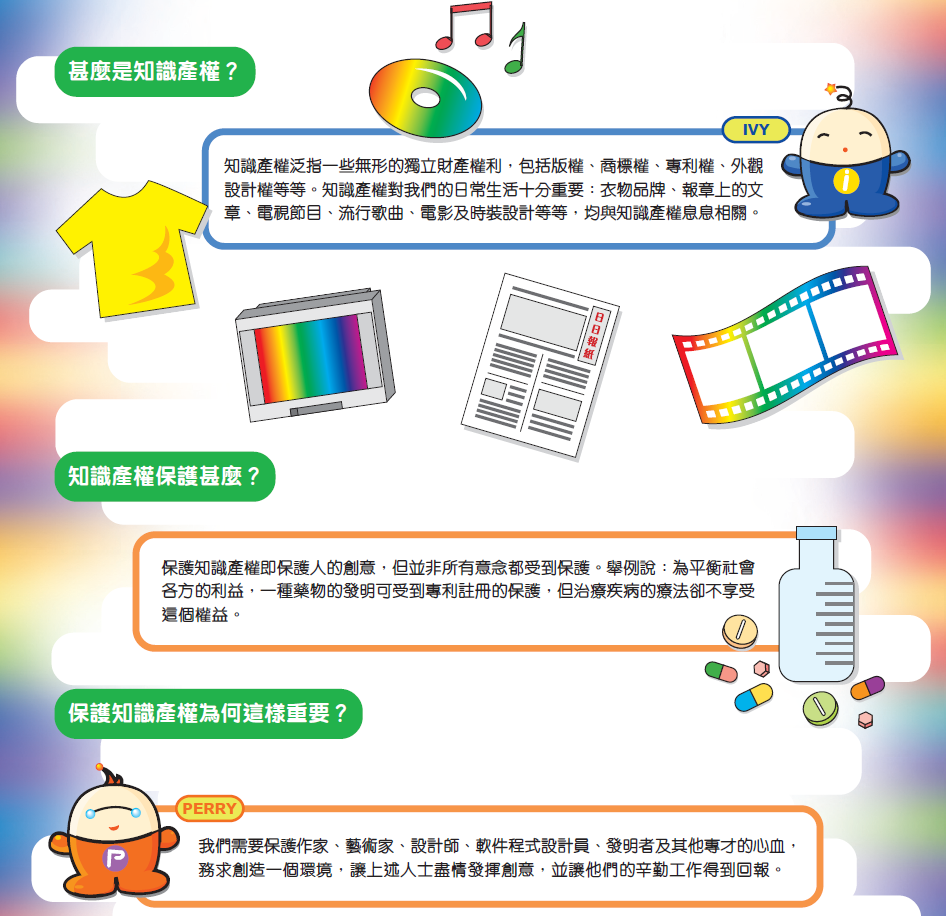 甚麼是知識產權？
IVY
知識產權泛指一些無形的獨立財產權利，包括版權、商標權、專利權、外觀
設計權等等。知識產權對我們的日常生活十分重要：衣物品牌、報章上的文
章、電視節目、流行歌曲、電影及時裝設計等等，均與知識產權息息相關。
i
日日報紙
知識產權保護甚麼？
保護知識產權即保護人的創意，但並非所有意念都受到保護。舉例說：為平衡社會
各方的利益，一種藥物的發明可受到專利註冊的保護，但治療疾病的療法卻不享受
這個權益。
保護知識產權為何這樣重要？
PERRY
我們需要保護作家、藝術家、設計師、軟件程式設計員、發明者及其他專才的心血，
務求創造一個環境，讓上述人士盡情發揮創意，並讓他們的辛勤工作得到回報。
P